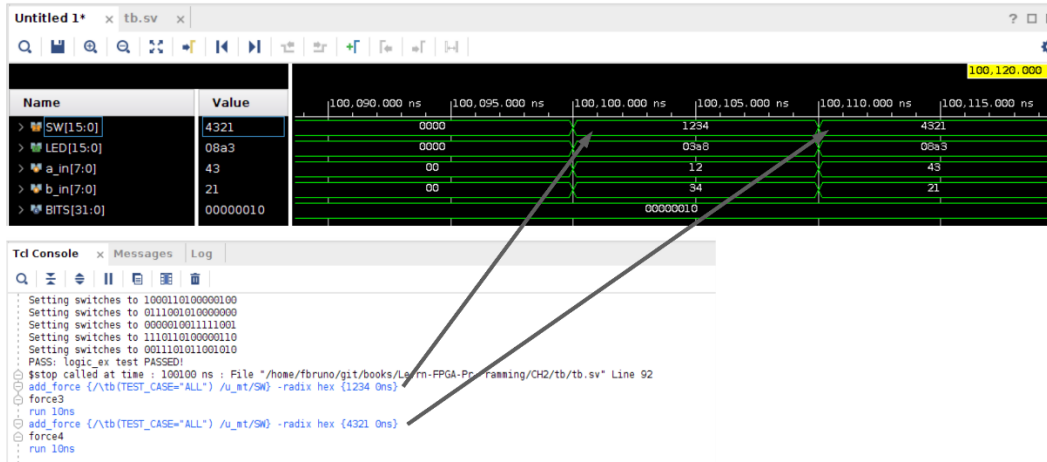 Untitled 1* × tb.sv ×
100,120.000
Name Value
100,090.000 ns 100,095.000 ns 100,100.000 ns 100,105.000 ns 100,110.000 ns 100,115.000 ns
SW[15:0] 4321 0000 1234 4321
LED[15:0] 08a3 0000 03a8 08a3
a_in[7:0] 43 00 12 43
b_in[7:0] 21 00 34 21
BITS[31:0] 00000010 00000010
Tcl Console × Messages Log
Setting switches to 1000110100000100
Setting switches to 0111001010000000
Setting switches to 0000010011111001
Setting switches to 1110110100000110
Setting switches to 0011101011001010
PASS: logic_ex test PASSED!
$stop called at time : 100100 ns : File "/home/fbruno/git/books/Learn-FPGA-Programming/CH2/tb/tb.sv" Line 92
add_force {/\tb(TEST_CASE="ALL") /u_mt/SW} -radix hex {1234 0ns}
force3
run 10ns
add_force {/\tb(TEST_CASE="ALL") /u_mt/SW} -radix hex {4321 0ns}
force4
run 10ns